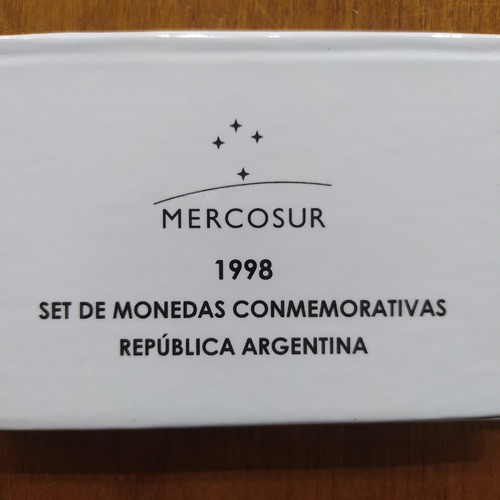 MERCOSUR
1998
SET DE MONEDAS CONMEMORATIVAS
REPÚBLICA ARGENTINA